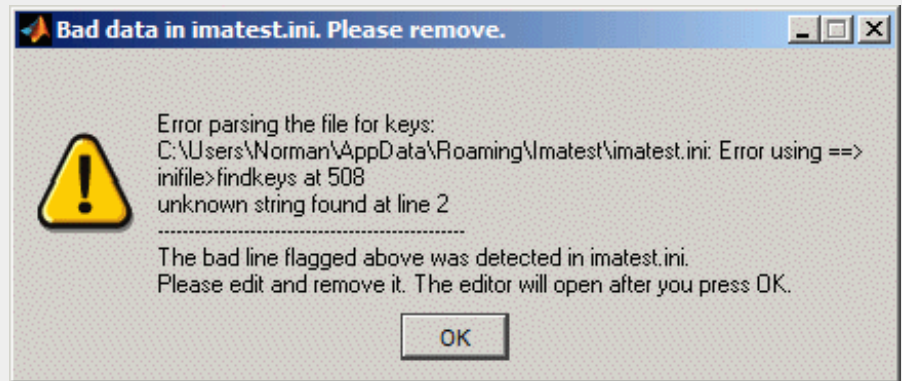 Bad data in imatest.ini. Please remove.
Error parsing the file for keys:
C:\Users\Norman\AppData\Roaming\Imatest\imatest.ini: Error using ==>
inifile>findkeys at 508
unknown string found at line 2
--------------------------------------------------
The bad line flagged above was detected in imatest.ini.
Please edit and remove it. The editor will open after you press OK.
OK